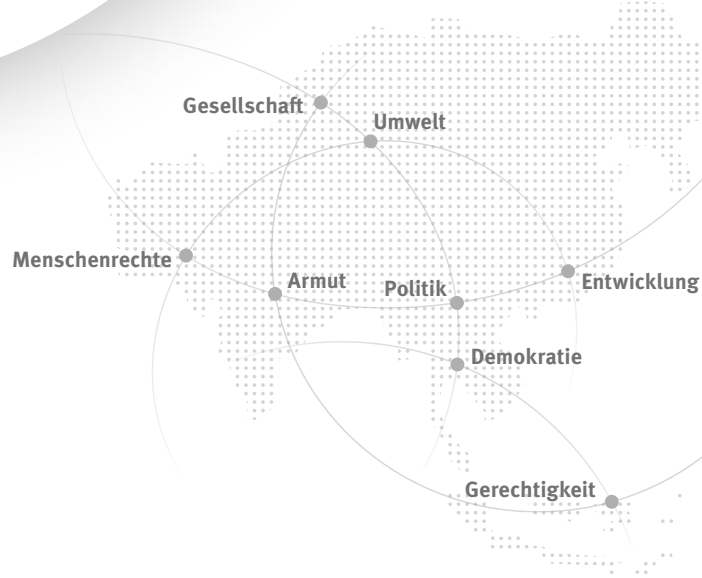 Gesellschaft
Umwelt
Menschenrechte
Armut
Politik
Entwicklung
Demokratie
Gerechtigkeit